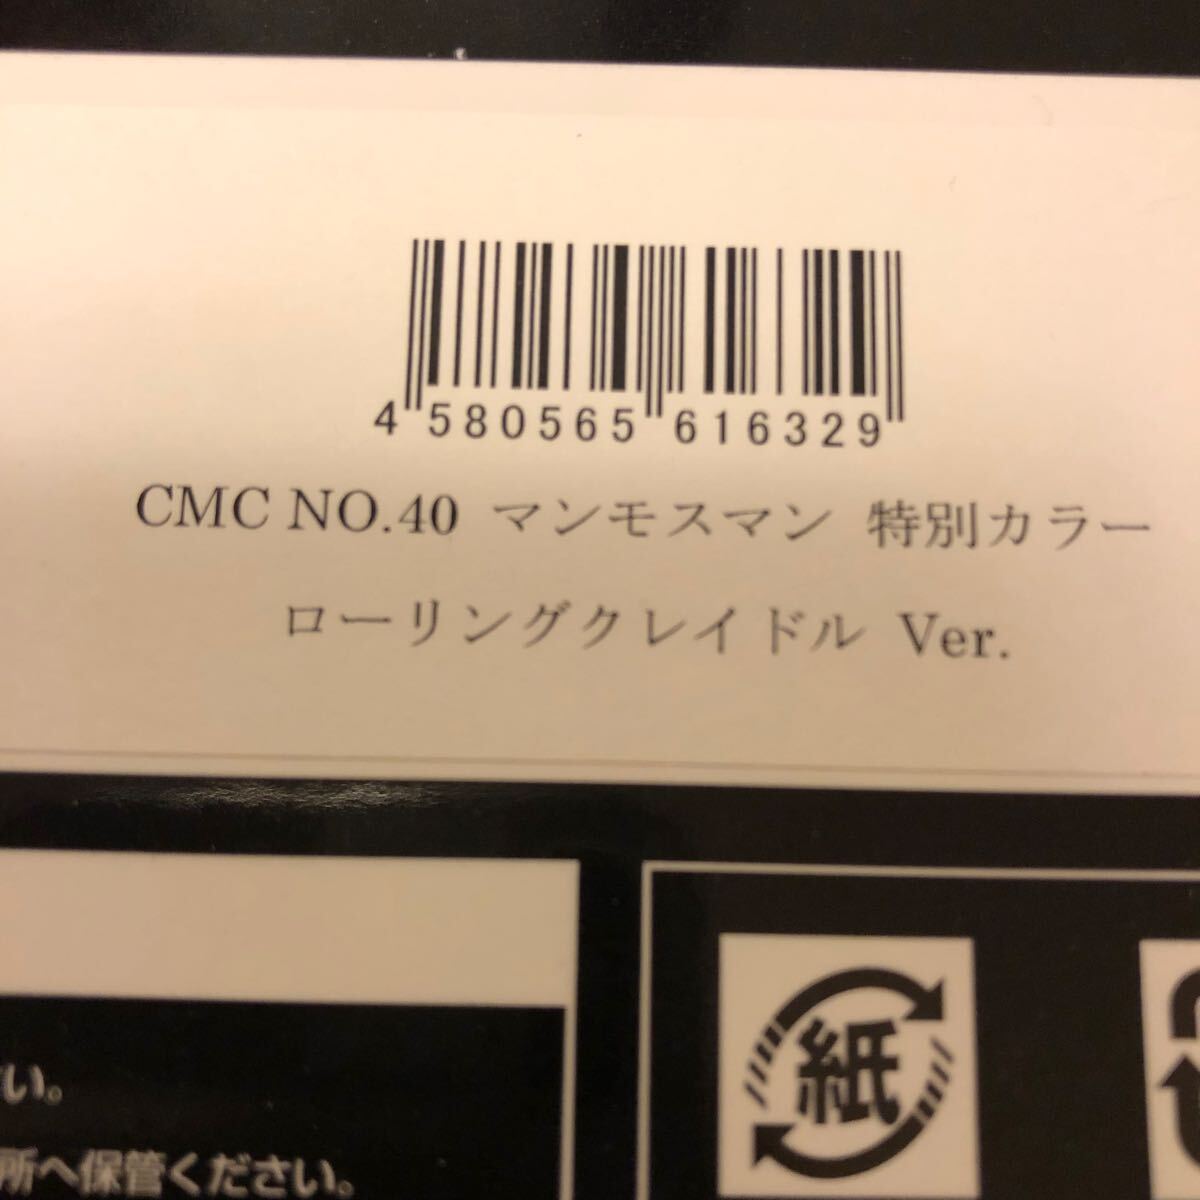 4 580565 616329
CMC NO.40 マンモスマン 特別カラー
ローリングクレイドル Ver.
い。
所へ保管ください。
紙